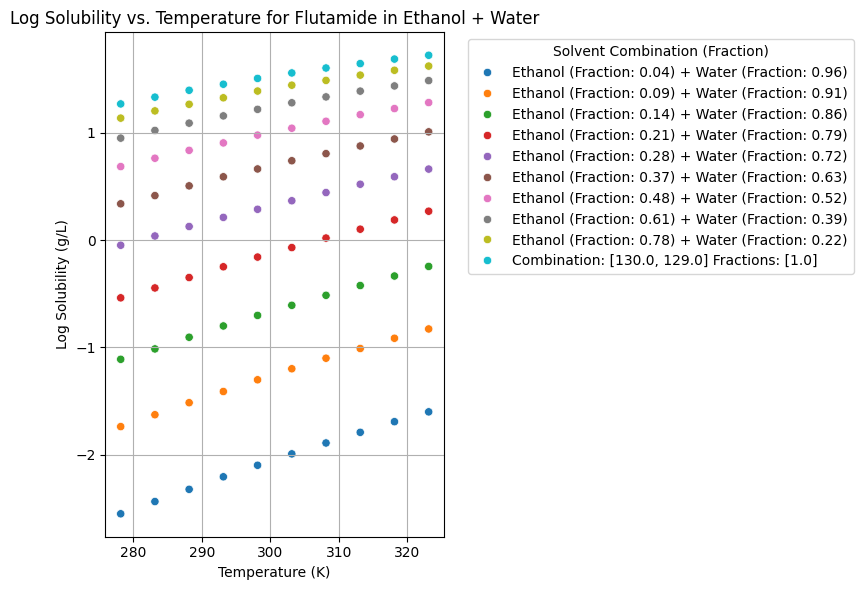 Log Solubility vs. Temperature for Flutamide in Ethanol + Water
Log Solubility (g/L)
1
0
−1
−2
280
290
300
310
320
Temperature (K)
Solvent Combination (Fraction)
Ethanol (Fraction: 0.04) + Water (Fraction: 0.96)
Ethanol (Fraction: 0.09) + Water (Fraction: 0.91)
Ethanol (Fraction: 0.14) + Water (Fraction: 0.86)
Ethanol (Fraction: 0.21) + Water (Fraction: 0.79)
Ethanol (Fraction: 0.28) + Water (Fraction: 0.72)
Ethanol (Fraction: 0.37) + Water (Fraction: 0.63)
Ethanol (Fraction: 0.48) + Water (Fraction: 0.52)
Ethanol (Fraction: 0.61) + Water (Fraction: 0.39)
Ethanol (Fraction: 0.78) + Water (Fraction: 0.22)
Combination: [130.0, 129.0] Fractions: [1.0]